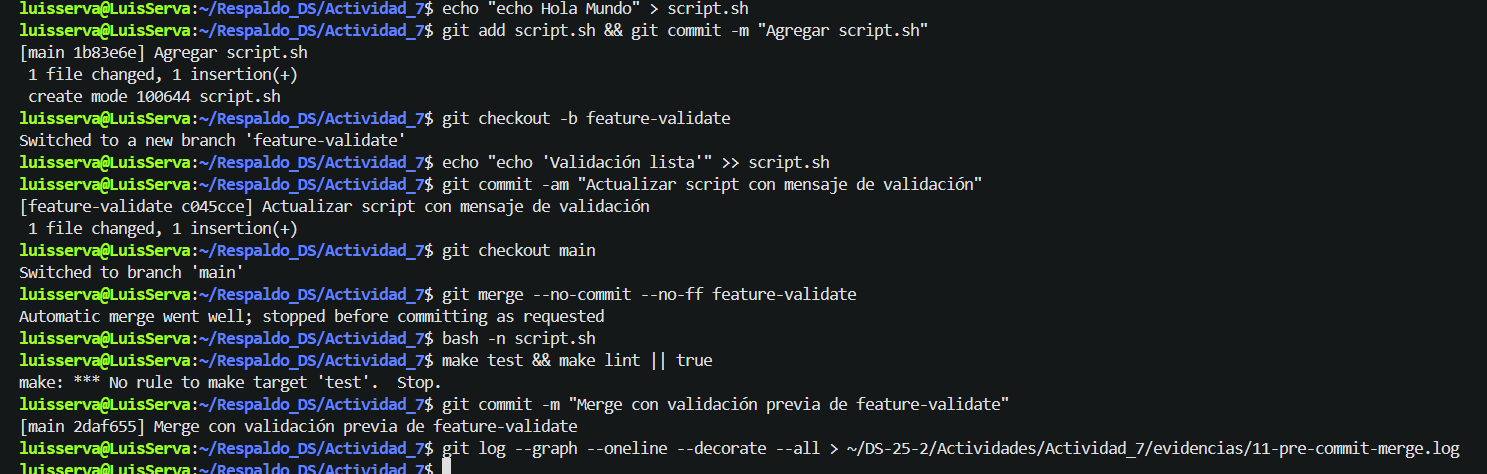 luisserva@LuisServa:~/Respaldo_DS/Actividad_7$ echo "echo Hola Mundo" > script.sh
luisserva@LuisServa:~/Respaldo_DS/Actividad_7$ git add script.sh && git commit -m "Agregar script.sh"
[main 1b83e6e] Agregar script.sh
 1 file changed, 1 insertion(+)
 create mode 100644 script.sh
luisserva@LuisServa:~/Respaldo_DS/Actividad_7$ git checkout -b feature-validate
Switched to a new branch 'feature-validate'
luisserva@LuisServa:~/Respaldo_DS/Actividad_7$ echo "echo 'Validación lista'" >> script.sh
luisserva@LuisServa:~/Respaldo_DS/Actividad_7$ git commit -am "Actualizar script con mensaje de validación"
[feature-validate c045cce] Actualizar script con mensaje de validación
 1 file changed, 1 insertion(+)
luisserva@LuisServa:~/Respaldo_DS/Actividad_7$ git checkout main
Switched to branch 'main'
luisserva@LuisServa:~/Respaldo_DS/Actividad_7$ git merge --no-commit --no-ff feature-validate
Automatic merge went well; stopped before committing as requested
luisserva@LuisServa:~/Respaldo_DS/Actividad_7$ bash -n script.sh
luisserva@LuisServa:~/Respaldo_DS/Actividad_7$ make test && make lint || true
make: *** No rule to make target 'test'.  Stop.
luisserva@LuisServa:~/Respaldo_DS/Actividad_7$ git commit -m "Merge con validación previa de feature-validate"
[main 2daf655] Merge con validación previa de feature-validate
luisserva@LuisServa:~/Respaldo_DS/Actividad_7$ git log --graph --oneline --decorate --all > ~/DS-25-2/Actividades/Actividad_7/evidencias/11-pre-commit-merge.log
luisserva@LuisServa:~/Respaldo_DS/Actividad_7$